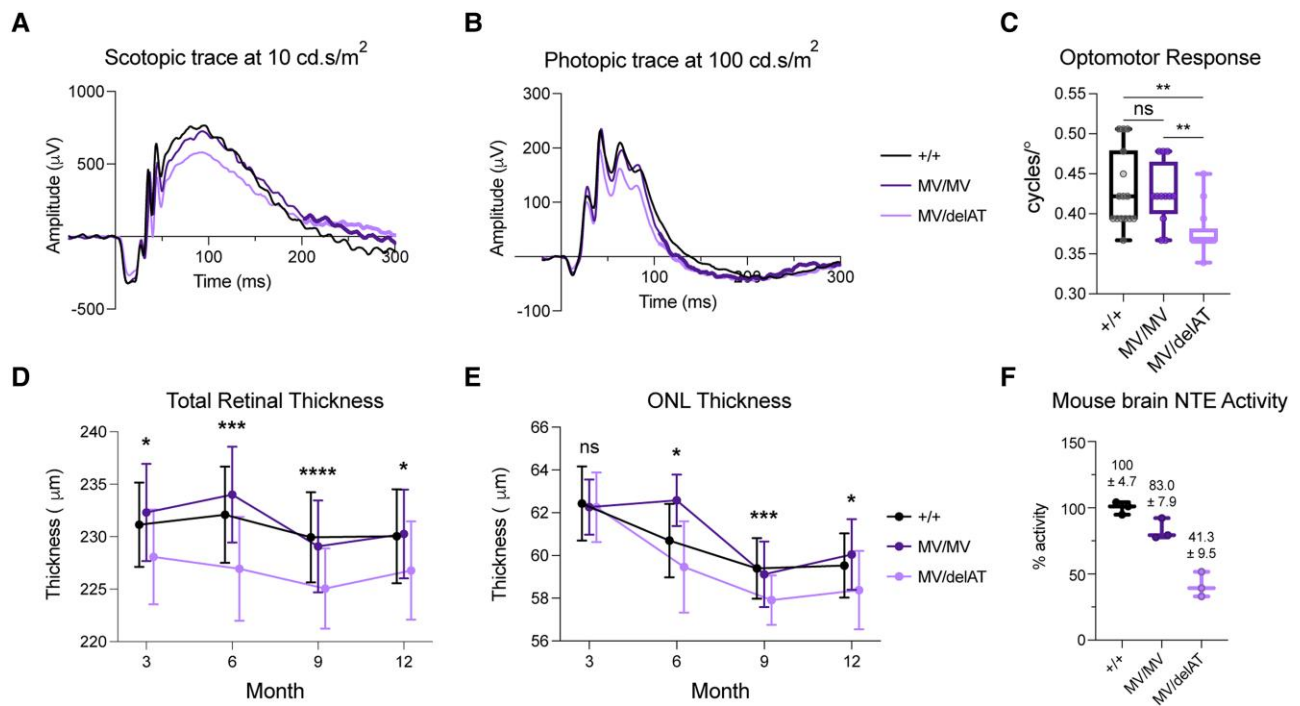 A
Scotopic trace at 10 cd.s/m²
1000
500
-500
Amplitude (μV)
100
200
300
Time (ms)
B
Photopic trace at 100 cd.s/m²
300
200
100
-100
Amplitude (μV)
100
200
300
Time (ms)
+/+
MV/MV
MV/delAT
C
Optomotor Response
**
ns
**
0.55
0.50
0.45
0.40
0.35
0.30
cycles/°
+/+
MV/MV
MV/delAT
D
Total Retinal Thickness
240
235
230
225
220
Thickness (μm)
*
***
****
*
3
6
9
12
Month
E
ONL Thickness
66
64
62
60
58
56
Thickness (μm)
ns
*
***
*
3
6
9
12
Month
+/+
MV/MV
MV/delAT
F
Mouse brain NTE Activity
150
100
50
0
% activity
100
± 4.7
83.0
± 7.9
41.3
± 9.5
+/+
MV/MV
MV/delAT